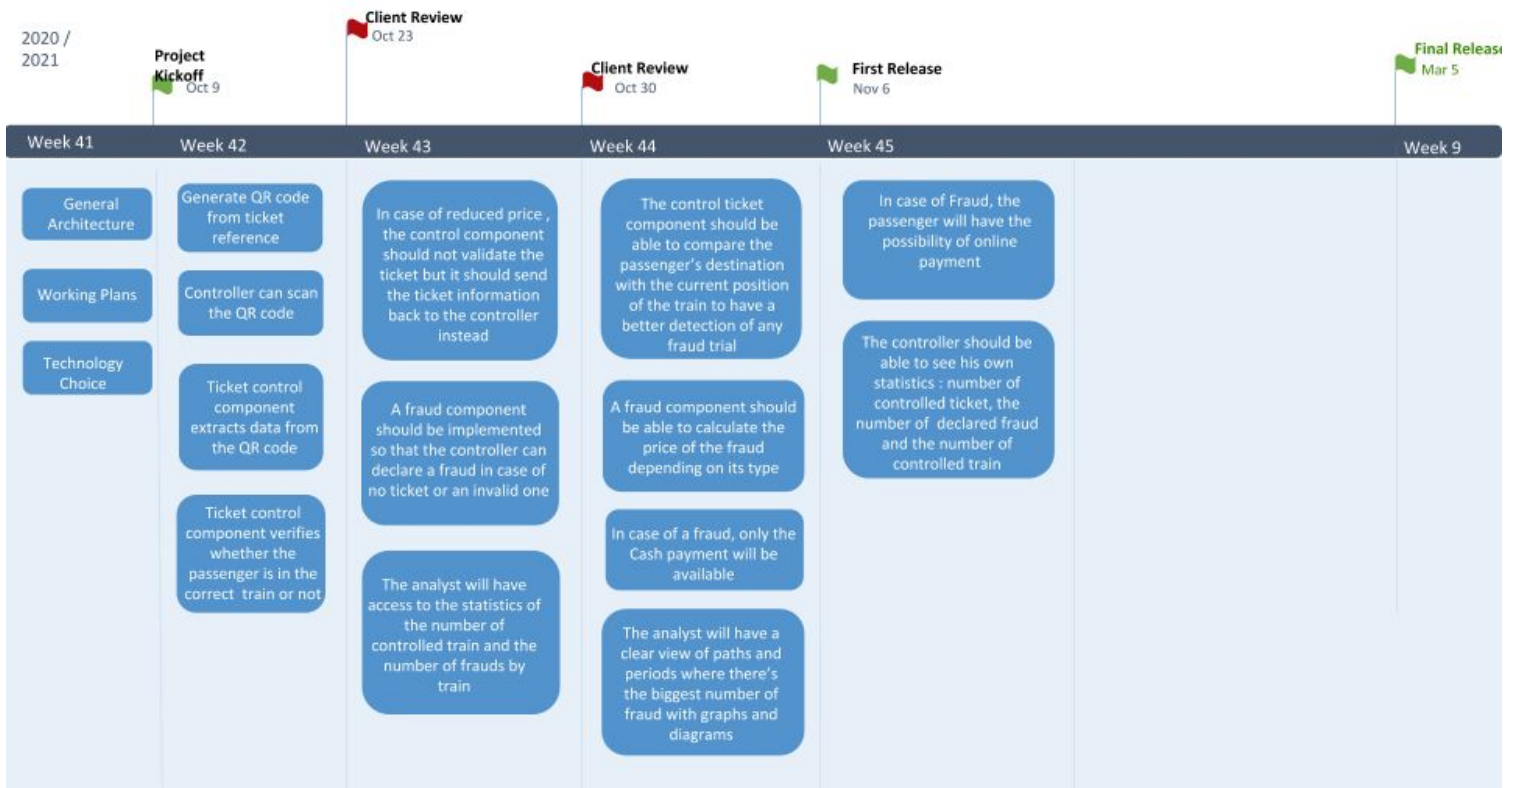 2020 /
2021
Project
Kickoff
Oct 9
Client Review
Oct 23
Client Review
Oct 30
First Release
Nov 6
Final Release
Mar 5
Week 41
Week 42
Week 43
Week 44
Week 45
Week 9
General
Architecture
Working Plans
Technology
Choice
Generate QR code
from ticket
reference
Controller can scan
the QR code
Ticket control
component
extracts data from
the QR code
Ticket control
component verifies
whether the
passenger is in the
correct train or not
In case of reduced price ,
the control component
should not validate the
ticket but it should send
the ticket information
back to the controller
instead
A fraud component
should be implemented
so that the controller can
declare a fraud in case of
no ticket or an invalid one
The analyst will have
access to the statistics of
the number of
controlled train and the
number of frauds by
train
The control ticket
component should be
able to compare the
passenger's destination
with the current position
of the train to have a
better detection of any
fraud trial
A fraud component should
be able to calculate the
price of the fraud
depending on its type
In case of a fraud, only the
Cash payment will be
available
The analyst will have a
clear view of paths and
periods where there's
the biggest number of
fraud with graphs and
diagrams
In case of Fraud, the
passenger will have the
possibility of online
payment
The controller should be
able to see his own
statistics : number of
controlled ticket, the
number of declared fraud
and the number of
controlled train